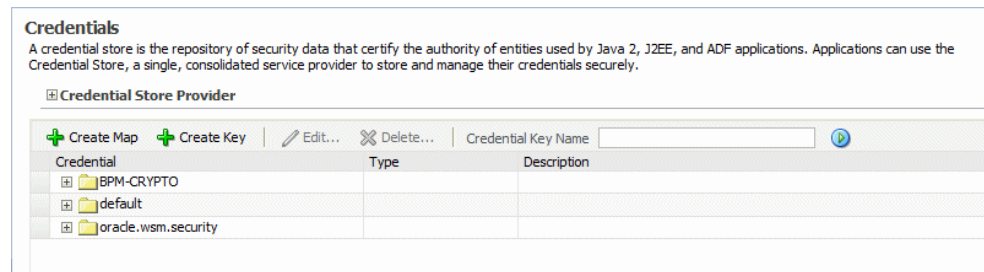 Credentials
A credential store is the repository of security data that certify the authority of entities used by Java 2, J2EE, and ADF applications. Applications can use the
Credential Store, a single, consolidated service provider to store and manage their credentials securely.
Credential Store Provider
Create Map Create Key Edit... Delete... Credential Key Name
Credential Type Description
BPM-CRYPTO
default
oracle.wsm.security